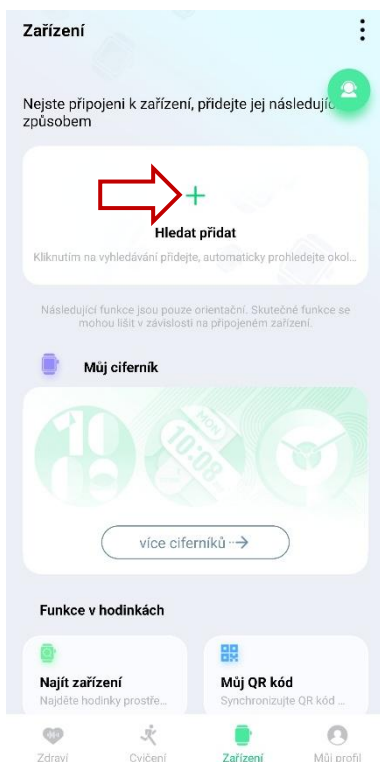 Zařízení
Nejste připojeni k zařízení, přidejte jej následujíc
způsobem
Hledat přidat
Kliknutím na vyhledávání přidejte, automaticky prohledejte okol...
Následující funkce jsou pouze orientační. Skutečné funkce se
mohou lišit v závislosti na připojeném zařízení.
Můj ciferník
MON
10:08
více ciferníků
Funkce v hodinkách
Najít zařízení
Najděte hodinky prostře...
Můj QR kód
Synchronizujte QR kód ...
Zdraví
Cvičení
Zařízení
Můj profil